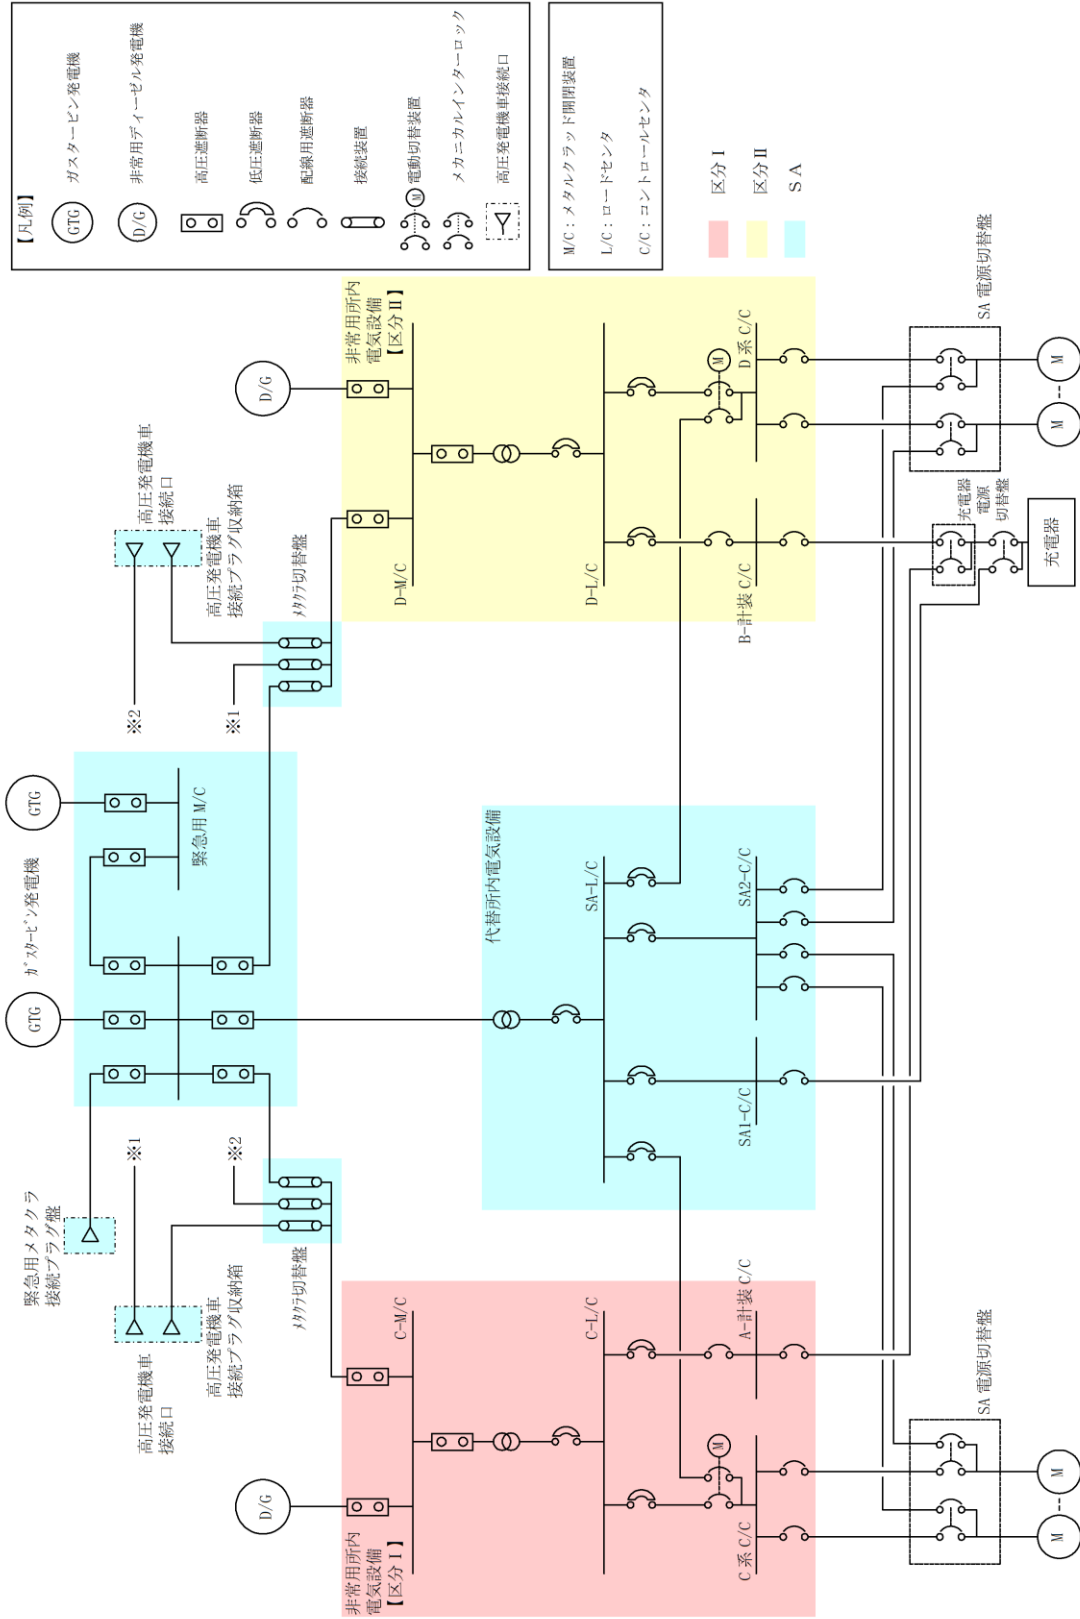 【凡例】
GTG
ガスタービン発電機
D/G
非常用ディーゼル発電機
高圧遮断器
低圧遮断器
配線用遮断器
接続装置
M
電動切替装置
メカニカルインターロック
高圧発電機車接続口
M/C：メタルクラッド開閉装置
L/C：ロードセンタ
C/C：コントロールセンタ
区分Ⅰ
区分Ⅱ
ＳＡ
緊急用メタクラ
接続プラグ盤
GTG
ｶﾞｽﾀｰﾋﾞﾝ発電機
GTG
緊急用 M/C
高圧発電機車
接続口
※1
高圧発電機車
接続プラグ収納箱
※2
ﾒﾀｸﾗ切替盤
高圧発電機車
接続口
※2
高圧発電機車
接続プラグ収納箱
※1
ﾒﾀｸﾗ切替盤
D/G
非常用所内
電気設備
【区分Ⅰ】
C-M/C
C-L/C
M
C 系 C/C
A-計装 C/C
代替所内電気設備
SA-L/C
SA1-C/C
SA2-C/C
D/G
非常用所内
電気設備
【区分Ⅱ】
D-M/C
D-L/C
M
B-計装 C/C
D 系 C/C
SA 電源切替盤
M
M
充電器
電源
切替盤
充電器
SA 電源切替盤
M
M